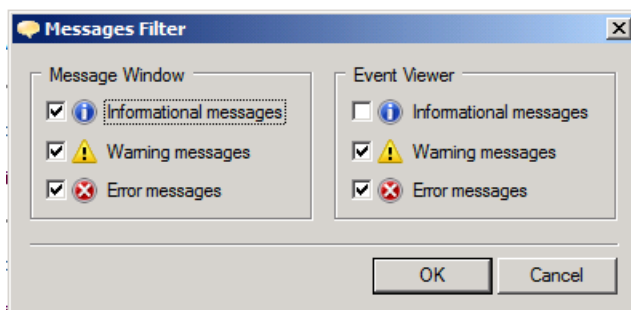 Messages Filter
Message Window
Informational messages
Warning messages
Error messages
Event Viewer
Informational messages
Warning messages
Error messages
OK
Cancel